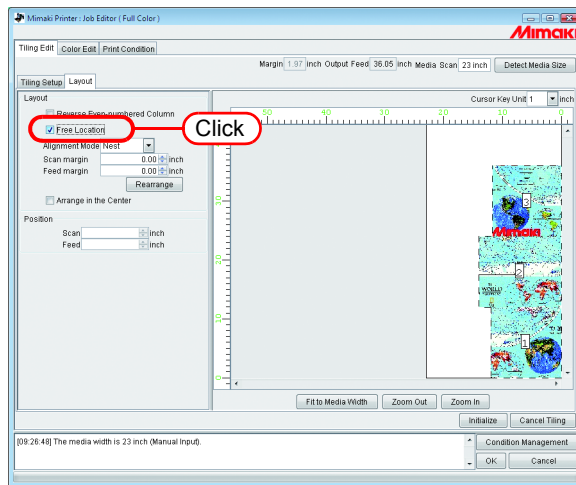 Mimaki Printer : Job Editor ( Full Color )
Mimaki
Tiling Edit Color Edit Print Condition
Margin 1.97 inch Output Feed 36.05 inch Media Scan 23 inch Detect Media Size
Tiling Setup Layout
Layout
Cursor Key Unit 1 inch
Reverse Even-numbered Column
50 40 30 20 10 0
Free Location
Click
Alignment Mode Nest
Scan margin 0.00 inch
Feed margin 0.00 inch
Rearrange
Arrange in the Center
Position
Scan inch
Feed inch
30
20
10
0
3
Mimaki
2
WORLD
1
Fit to Media Width Zoom Out Zoom In
Initialize Cancel Tiling
[09:26:48] The media width is 23 inch (Manual Input).
Condition Management
OK Cancel